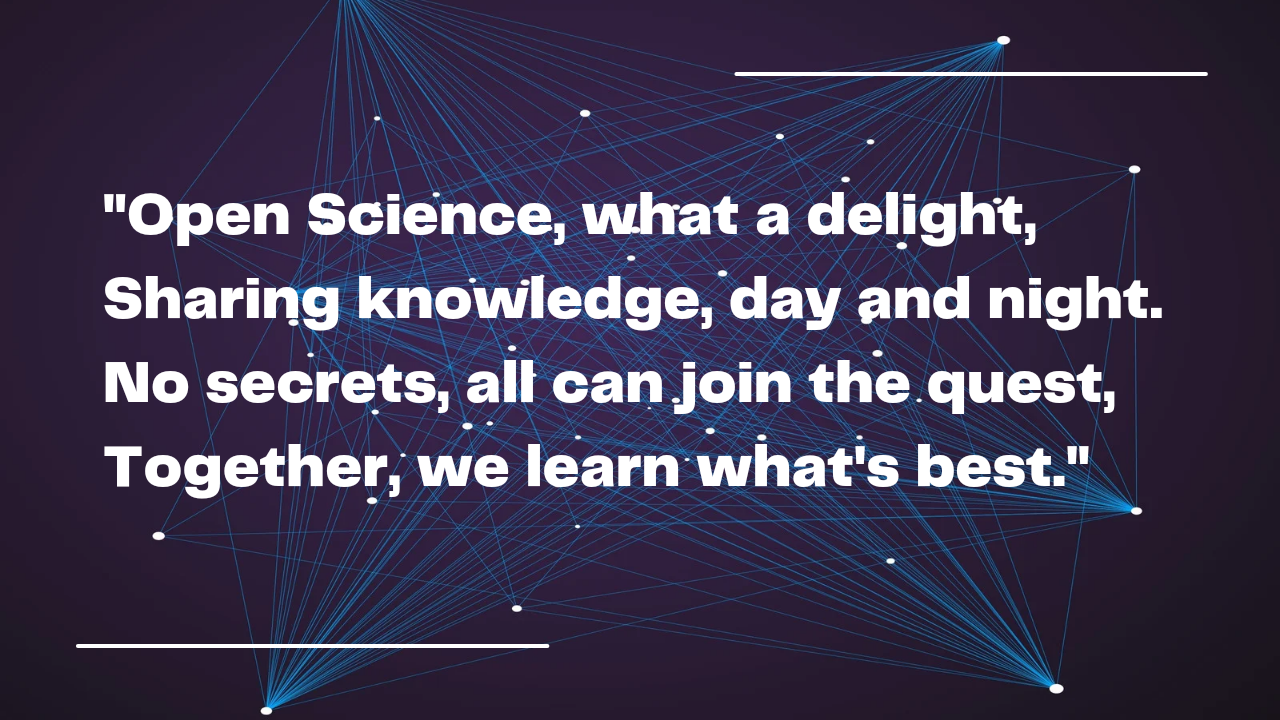 "Open Science, what a delight,
Sharing knowledge, day and night.
No secrets, all can join the quest,
Together, we learn what's best."